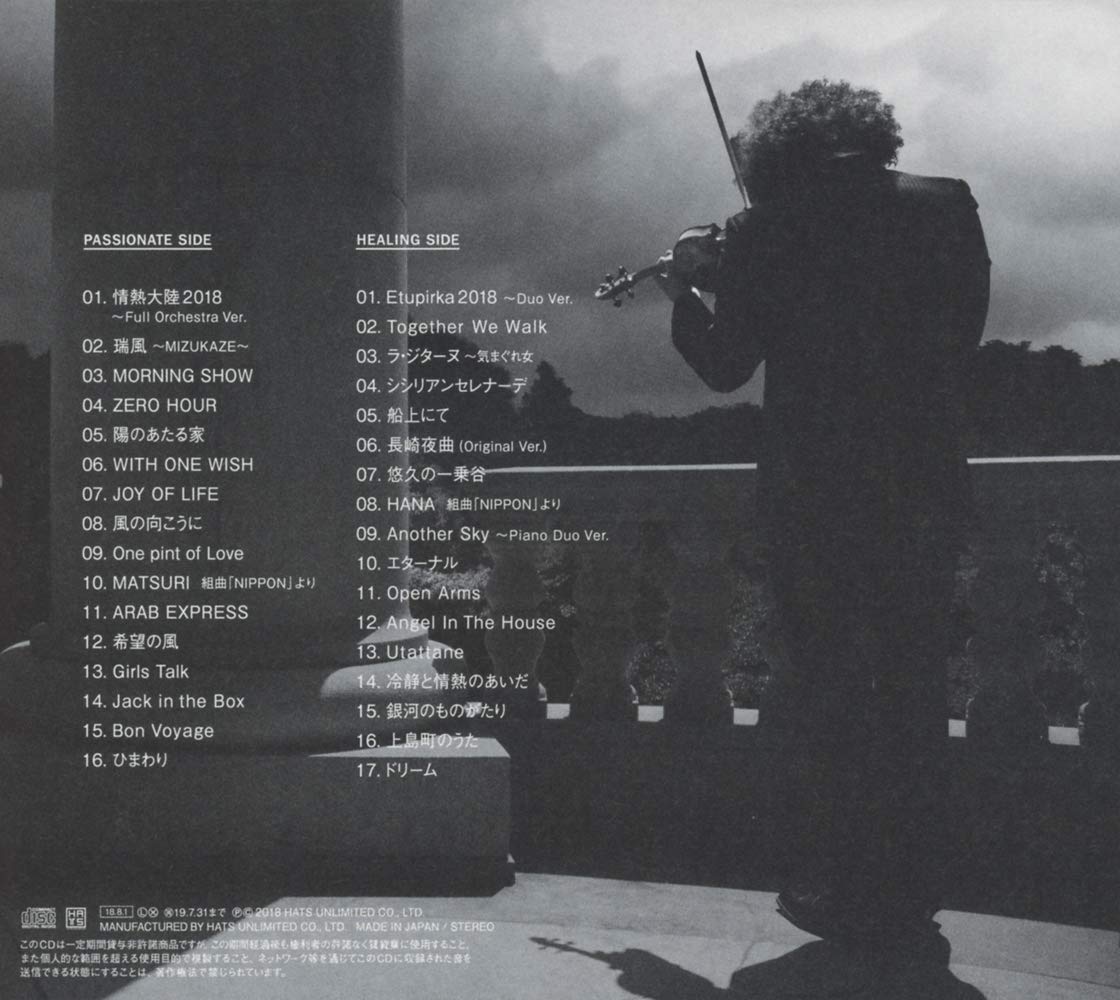 PASSIONATE SIDE
01. 情熱大陸2018
～Full Orchestra Ver.
02. 瑞風 ～MIZUKAZE～
03. MORNING SHOW
04. ZERO HOUR
05. 陽のあたる家
06. WITH ONE WISH
07. JOY OF LIFE
08. 風の向こうに
09. One pint of Love
10. MATSURI 組曲「NIPPON」より
11. ARAB EXPRESS
12. 希望の風
13. Girls Talk
14. Jack in the Box
15. Bon Voyage
16. ひまわり
HEALING SIDE
01. Etupirka2018 ～Duo Ver.
02. Together We Walk
03. ラ・ジターヌ ～気まぐれ女
04. シシリアンセレナーデ
05. 船上にて
06. 長崎夜曲 (Original Ver.)
07. 悠久の一乗谷
08. HANA 組曲「NIPPON」より
09. Another Sky ～Piano Duo Ver.
10. エターナル
11. Open Arms
12. Angel In The House
13. Utattane
14. 冷静と情熱のあいだ
15. 銀河のものがたり
16. 上島町のうた
17. ドリーム
disc
HATS
18.8.1 Ⓛ Ⓧ 19.7.31まで ℗©2018 HATS UNLIMITED CO., LTD.
MANUFACTURED BY HATS UNLIMITED CO., LTD. MADE IN JAPAN / STEREO
このCDは一定期間貸与非許諾商品ですが、この期間経過後も権利者の許諾なく賃貸業に使用すること、
また個人的な範囲を超える使用目的で複製すること、ネットワーク等を通じてこのCDに収録された音を
送信できる状態にすることは、著作権法で禁じられています。